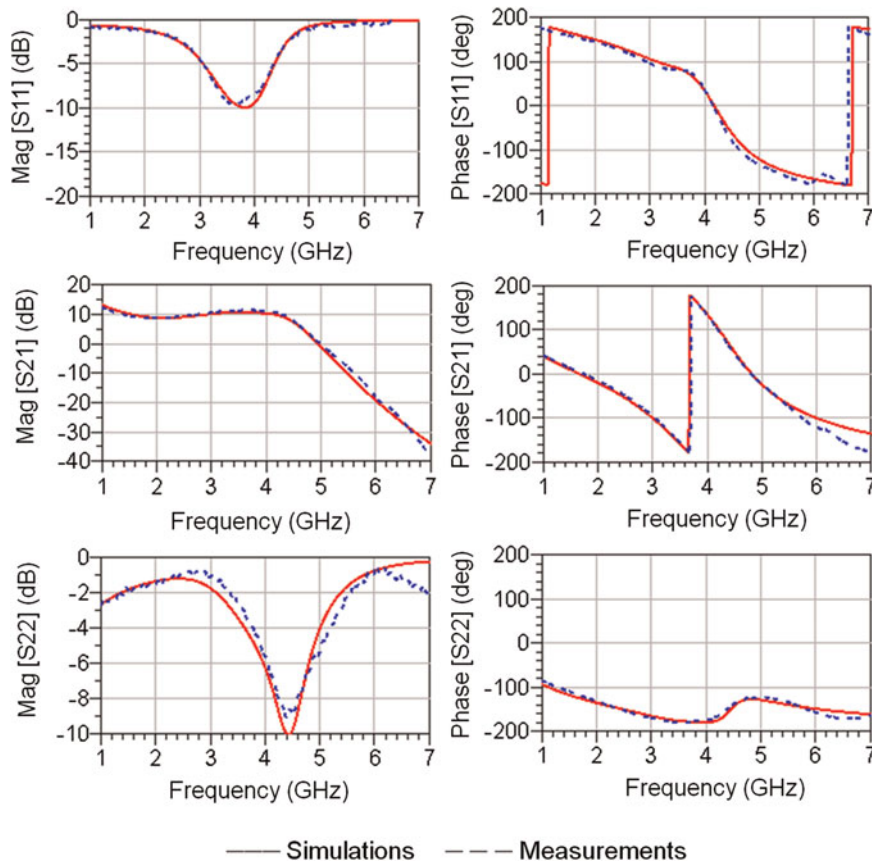 Mag [S11] (dB)
0
-5
-10
-15
-20
1 2 3 4 5 6 7
Frequency (GHz)
Phase [S11] (deg)
200
100
0
-100
-200
1 2 3 4 5 6 7
Frequency (GHz)
Mag [S21] (dB)
20
10
0
-10
-20
-30
-40
1 2 3 4 5 6 7
Frequency (GHz)
Phase [S21] (deg)
200
100
0
-100
-200
1 2 3 4 5 6 7
Frequency (GHz)
Mag [S22] (dB)
0
-2
-4
-6
-8
-10
1 2 3 4 5 6 7
Frequency (GHz)
Phase [S22] (deg)
200
100
0
-100
-200
1 2 3 4 5 6 7
Frequency (GHz)
Simulations Measurements